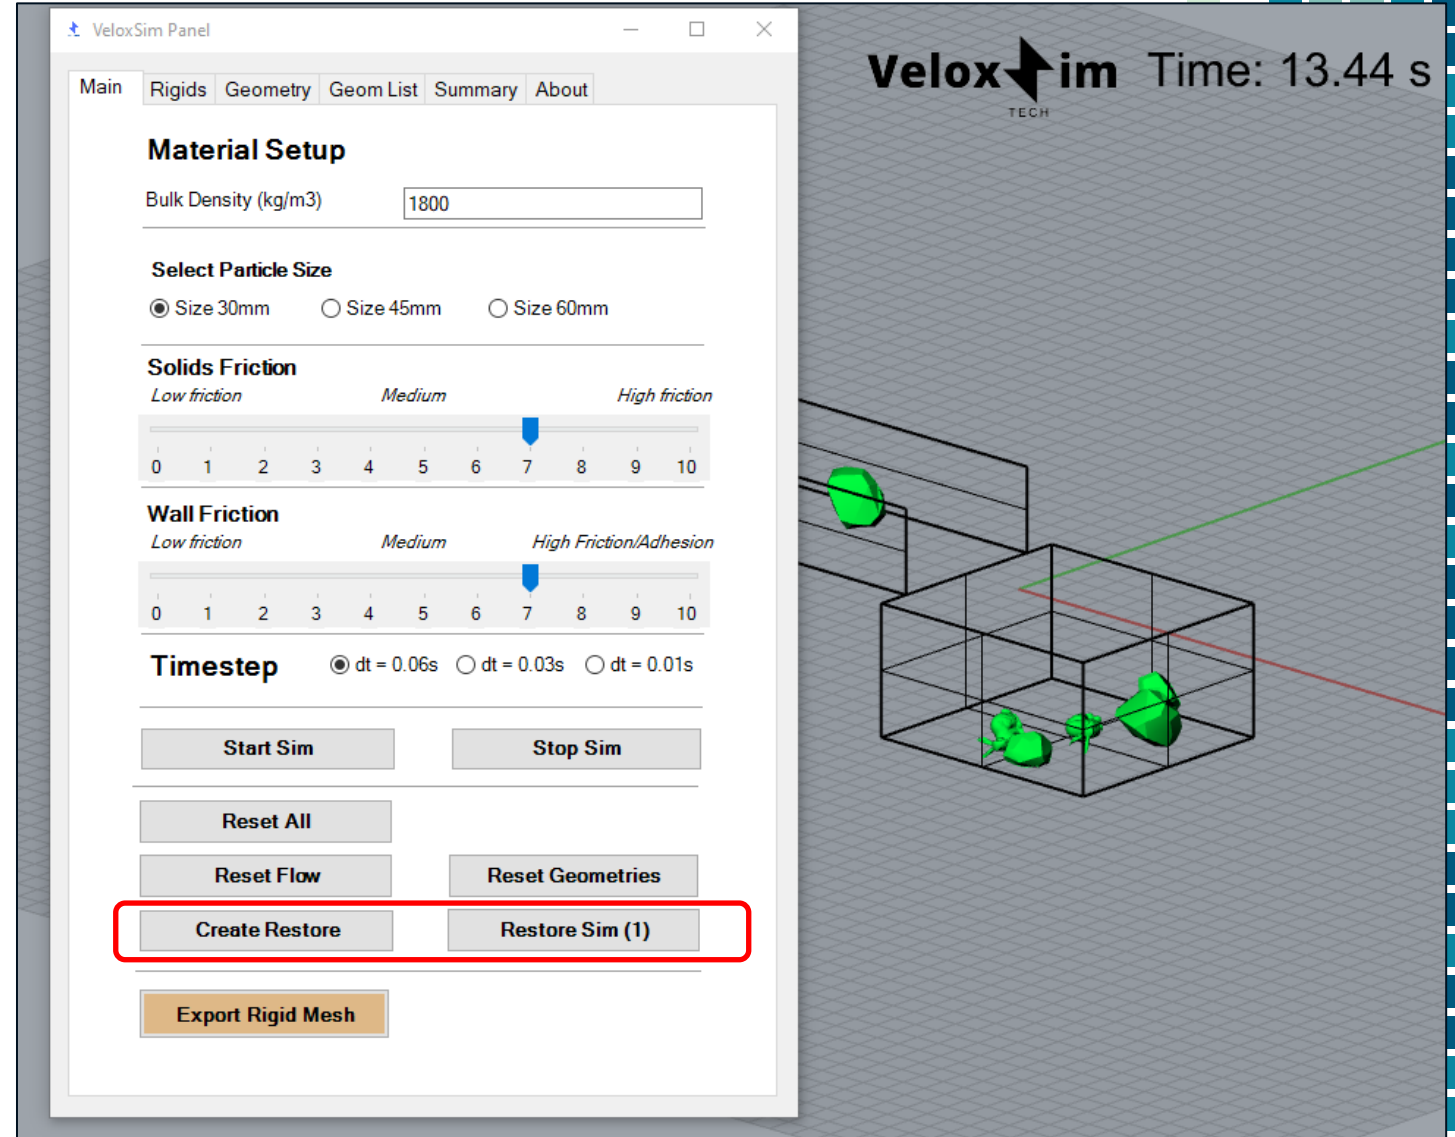 VeloxSim Panel
Main Rigids Geometry Geom List Summary About
Material Setup
Bulk Density (kg/m3) 1800
Select Particle Size
Size 30mm Size 45mm Size 60mm
Solids Friction
Low friction Medium High friction
0 1 2 3 4 5 6 7 8 9 10
Wall Friction
Low friction Medium High Friction/Adhesion
0 1 2 3 4 5 6 7 8 9 10
Timestep dt = 0.06s dt = 0.03s dt = 0.01s
Start Sim Stop Sim
Reset All
Reset Flow Reset Geometries
Create Restore Restore Sim (1)
Export Rigid Mesh
Velox im Time: 13.44 s
TECH